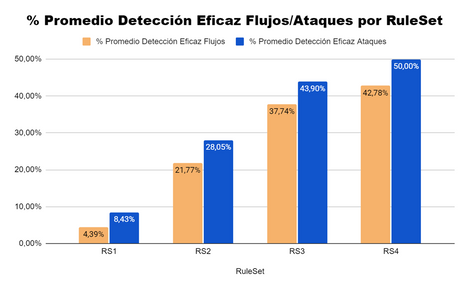 % Promedio Detección Eficaz Flujos/Ataques por RuleSet
% Promedio Detección Eficaz Flujos % Promedio Detección Eficaz Ataques
50,00%
40,00%
30,00%
20,00%
10,00%
0,00%
4,39% 8,43%
21,77% 28,05%
37,74% 43,90%
42,78% 50,00%
RS1 RS2 RS3 RS4
RuleSet